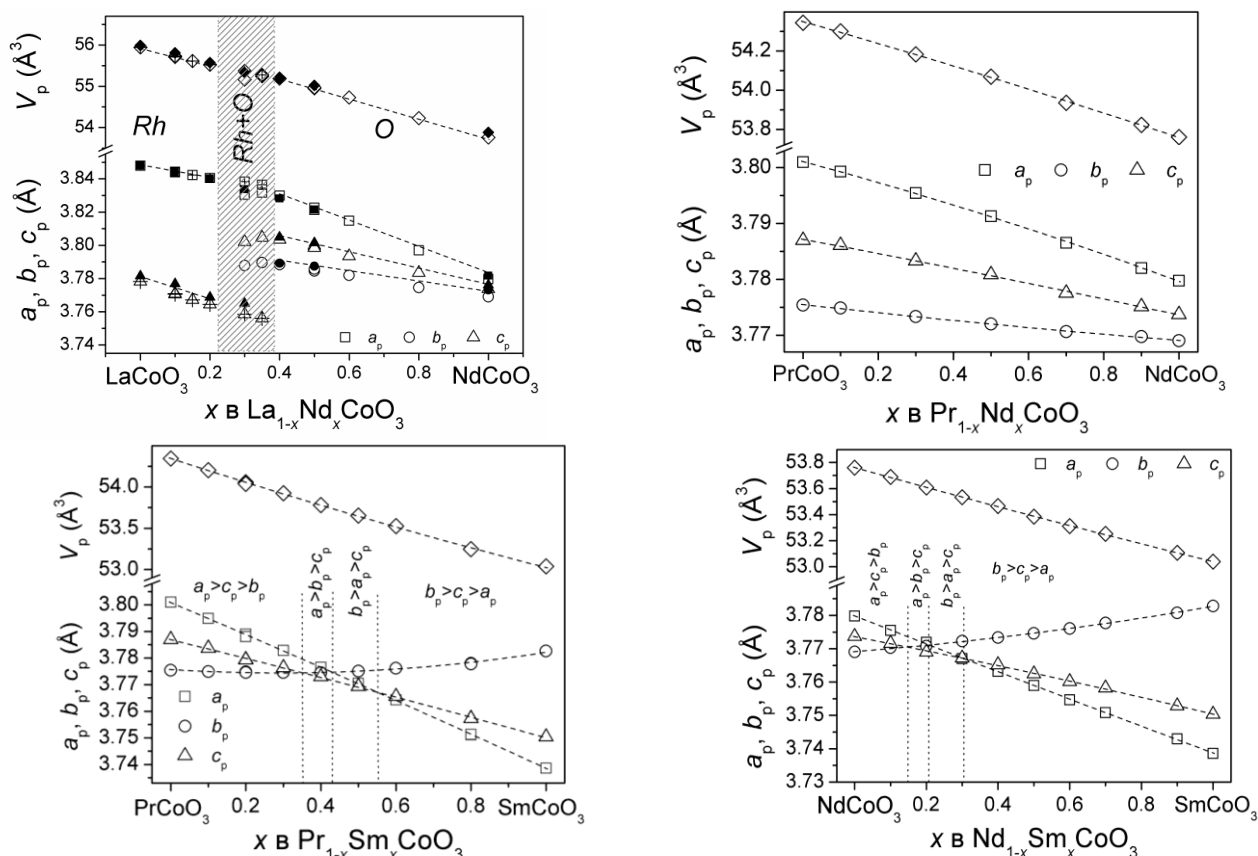 56
55
54
V_p (Å³)
Rh
Rh+O
O
3.84
3.82
3.80
3.78
3.76
3.74
a_p, b_p, c_p (Å)
a_p b_p c_p
LaCoO₃ 0.2 0.4 0.6 0.8 NdCoO₃
x в La₁₋ₓNdₓCoO₃
54.2
54.0
53.8
V_p (Å³)
3.80
3.79
3.78
3.77
a_p, b_p, c_p (Å)
a_p b_p c_p
PrCoO₃ 0.2 0.4 0.6 0.8 NdCoO₃
x в Pr₁₋ₓNdₓCoO₃
54.0
53.5
53.0
V_p (Å³)
a_p>c_p>b_p
a_p>b_p>c_p
b_p>a_p>c_p
b_p>c_p>a_p
3.80
3.79
3.78
3.77
3.76
3.75
3.74
a_p, b_p, c_p (Å)
a_p
b_p
c_p
PrCoO₃ 0.2 0.4 0.6 0.8 SmCoO₃
x в Pr₁₋ₓSmₓCoO₃
53.8
53.6
53.4
53.2
53.0
V_p (Å³)
a_p b_p c_p
a_p>c_p>b_p
a_p>b_p>c_p
b_p>a_p>c_p
b_p>c_p>a_p
3.78
3.77
3.76
3.75
3.74
3.73
a_p, b_p, c_p (Å)
NdCoO₃ 0.2 0.4 0.6 0.8 SmCoO₃
x в Nd₁₋ₓSmₓCoO₃